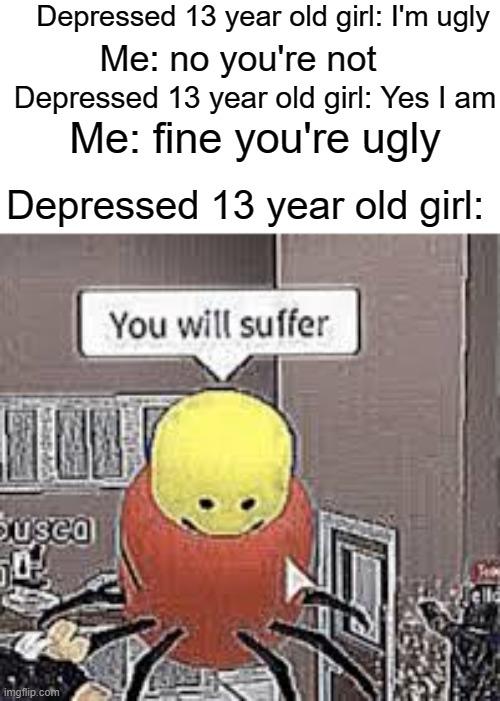 Depressed 13 year old girl: I'm ugly
Me: no you're not
Depressed 13 year old girl: Yes I am
Me: fine you're ugly
Depressed 13 year old girl:
You will suffer
imgflip.com